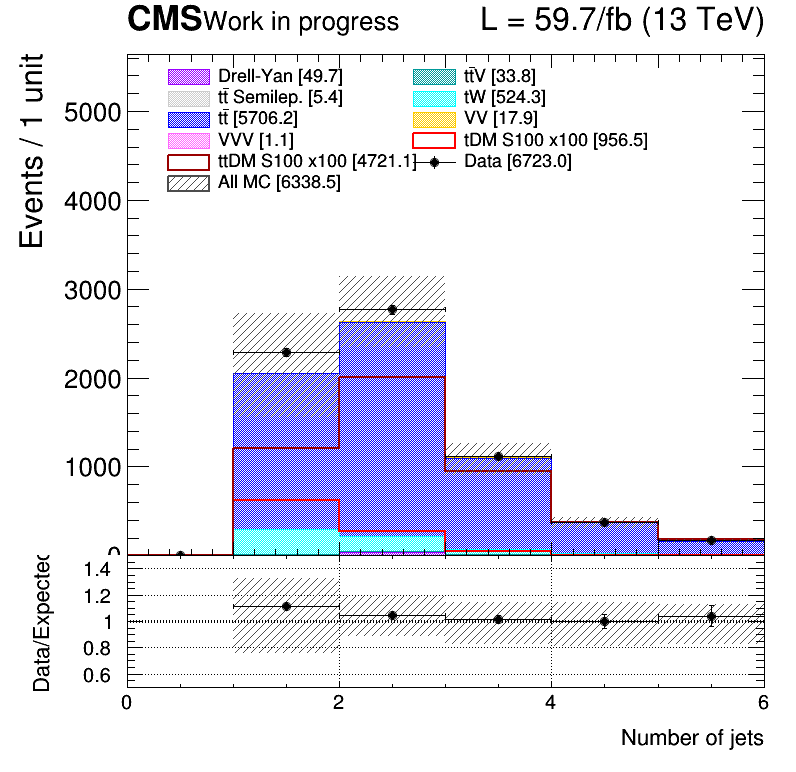 CMS Work in progress L = 59.7/fb (13 TeV)
Events / 1 unit
Drell-Yan [49.7]
tt̄ Semilep. [5.4]
tt̄ [5706.2]
VVV [1.1]
ttDM S100 x100 [4721.1]
All MC [6338.5]
tt̄V [33.8]
tW [524.3]
VV [17.9]
tDM S100 x100 [956.5]
Data [6723.0]
5000
4000
3000
2000
1000
0
Data/Expected
1.4
1.2
1
0.8
0.6
0 2 4 6
Number of jets